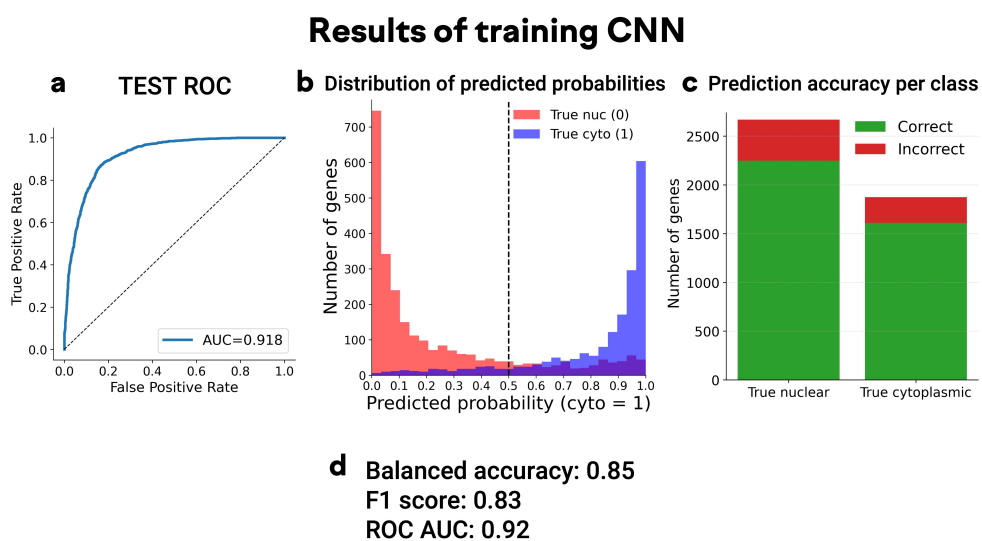 Results of training CNN
a
TEST ROC
1.0
0.8
0.6
0.4
0.2
0.0
True Positive Rate
AUC=0.918
0.0 0.2 0.4 0.6 0.8 1.0
False Positive Rate
b
Distribution of predicted probabilities
True nuc (0)
True cyto (1)
700
600
500
400
300
200
100
0
Number of genes
0.0 0.1 0.2 0.3 0.4 0.5 0.6 0.7 0.8 0.9 1.0
Predicted probability (cyto = 1)
c
Prediction accuracy per class
Correct
Incorrect
2500
2000
1500
1000
500
0
Number of genes
True nuclear
True cytoplasmic
d
Balanced accuracy: 0.85
F1 score: 0.83
ROC AUC: 0.92